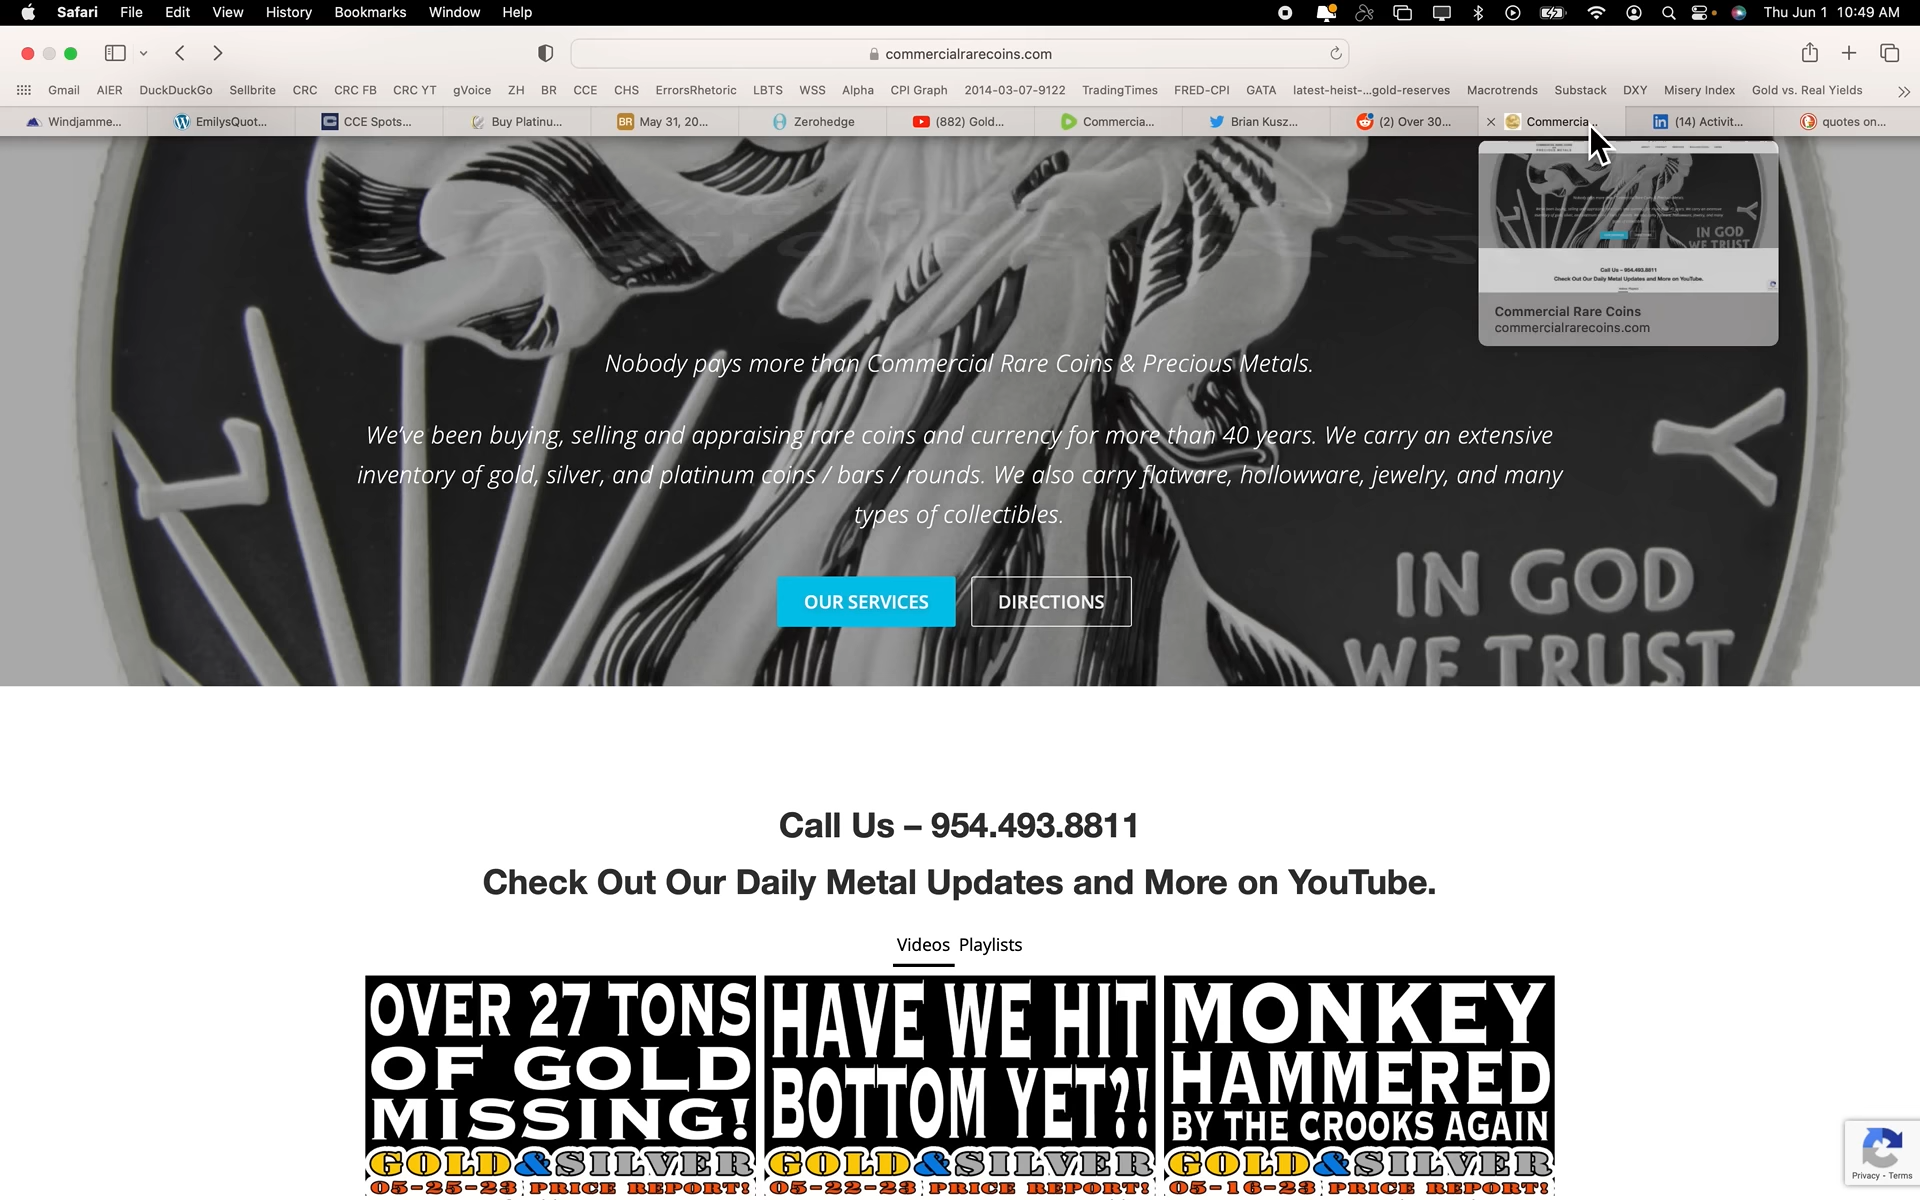 Safari File Edit View History Bookmarks Window Help Thu Jun 1 10:49 AM
commercialrarecoins.com
Gmail AIER DuckDuckGo Sellbrite CRC CRC FB CRC YT gVoice ZH BR CCE CHS ErrorsRhetoric LBTS WSS Alpha CPI Graph 2014-03-07-9122 TradingTimes FRED-CPI GATA latest-heist-...gold-reserves Macrotrends Substack DXY Misery Index Gold vs. Real Yields
Windjamme... EmilysQuot... CCE Spots... Buy Platinu... BR May 31, 20... Zerohedge (882) Gold... Commercia... Brian Kusz... (2) Over 30... Commercia... (14) Activit... quotes on...
IN GOD
WE TRUST
Call Us – 954.493.8811
Check Out Our Daily Metal Updates and More on YouTube.
Commercial Rare Coins
commercialrarecoins.com
Nobody pays more than Commercial Rare Coins & Precious Metals.
We've been buying, selling and appraising rare coins and currency for more than 40 years. We carry an extensive
inventory of gold, silver, and platinum coins / bars / rounds. We also carry flatware, hollowware, jewelry, and many
types of collectibles.
L Y
IN GOD
WE TRUST
OUR SERVICES DIRECTIONS
Call Us – 954.493.8811
Check Out Our Daily Metal Updates and More on YouTube.
Videos Playlists
OVER 27 TONS
OF GOLD
MISSING!
GOLD&SILVER
05-25-23 PRICE REPORT!
HAVE WE HIT
BOTTOM YET?!
GOLD&SILVER
05-22-23 PRICE REPORT!
MONKEY
HAMMERED
BY THE CROOKS AGAIN
GOLD&SILVER
05-16-23 PRICE REPORT!
Privacy - Terms